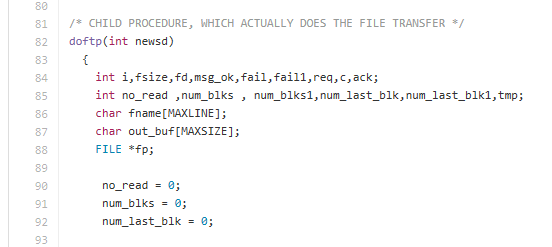 80
81 /* CHILD PROCEDURE, WHICH ACTUALLY DOES THE FILE TRANSFER */
82 doftp(int newsd)
83 {
84 int i,fsize,fd,msg_ok,fail,fail1,req,c,ack;
85 int no_read ,num_blks , num_blks1,num_last_blk,num_last_blk1,tmp;
86 char fname[MAXLINE];
87 char out_buf[MAXSIZE];
88 FILE *fp;
89
90 no_read = 0;
91 num_blks = 0;
92 num_last_blk = 0;
93